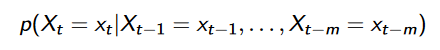 p(X_t = x_t|X_{t−1} = x_{t−1}, . . . , X_{t−m} = x_{t−m})